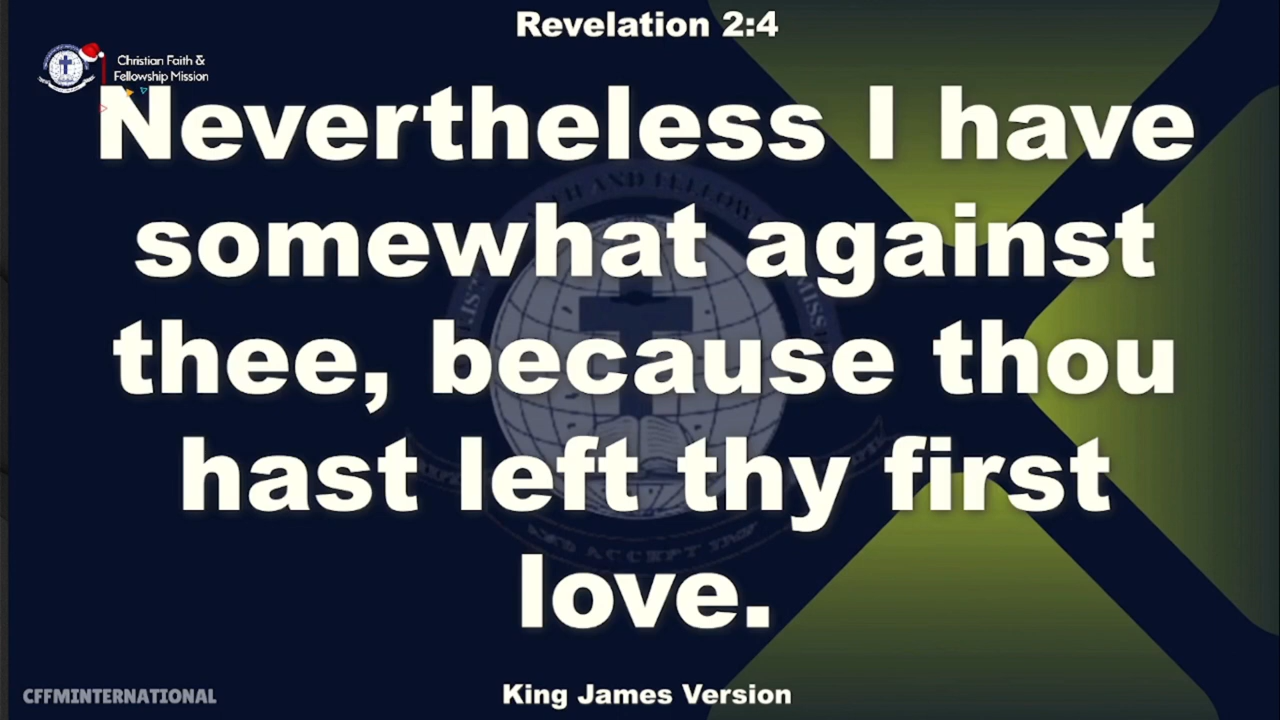 Revelation 2:4
Christian Faith &
Fellowship Mission
Nevertheless I have
somewhat against
thee, because thou
hast left thy first
love.
King James Version
CFFMINTERNATIONAL